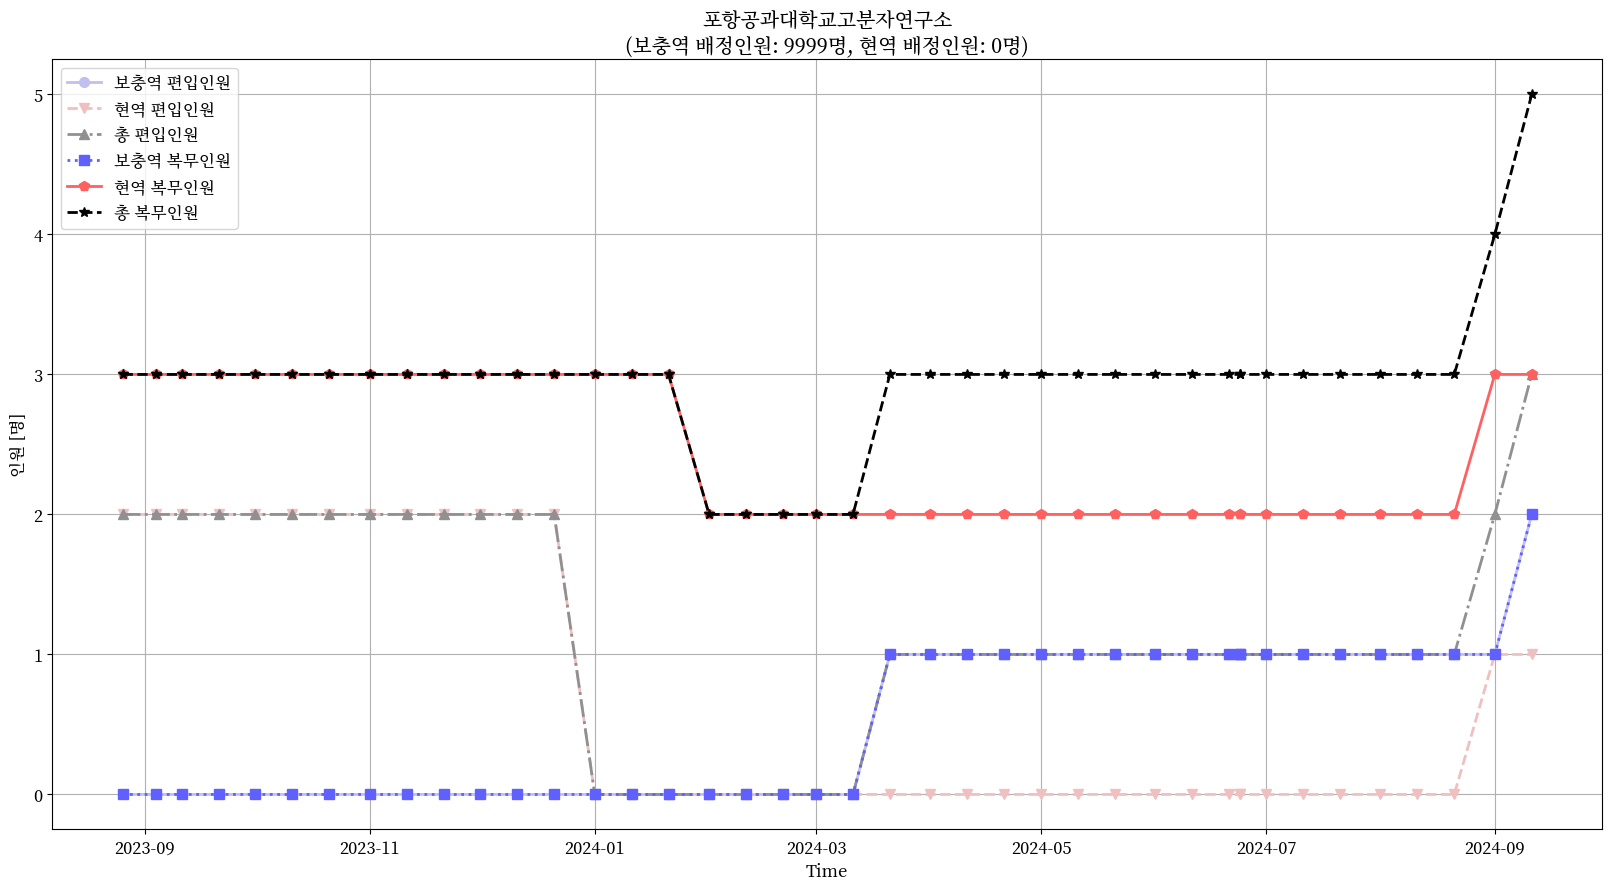 포항공과대학교고분자연구소
(보충역 배정인원: 9999명, 현역 배정인원: 0명)
보충역 편입인원
현역 편입인원
총 편입인원
보충역 복무인원
현역 복무인원
총 복무인원
인원 [명]
5
4
3
2
1
0
2023-09
2023-11
2024-01
2024-03
2024-05
2024-07
2024-09
Time